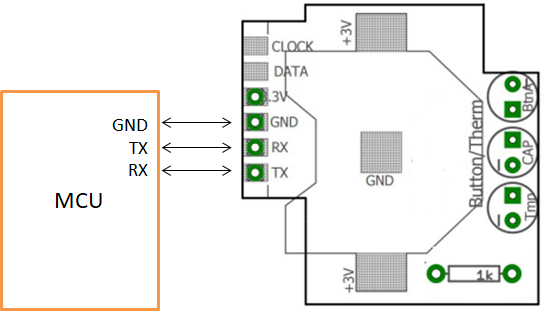 GND
TX
RX
MCU
CLOCK
DATA
3.3V
GND
RX
TX
+3V
GND
+3V
Button/Therm
BtnA
CAP
Tmp
1k